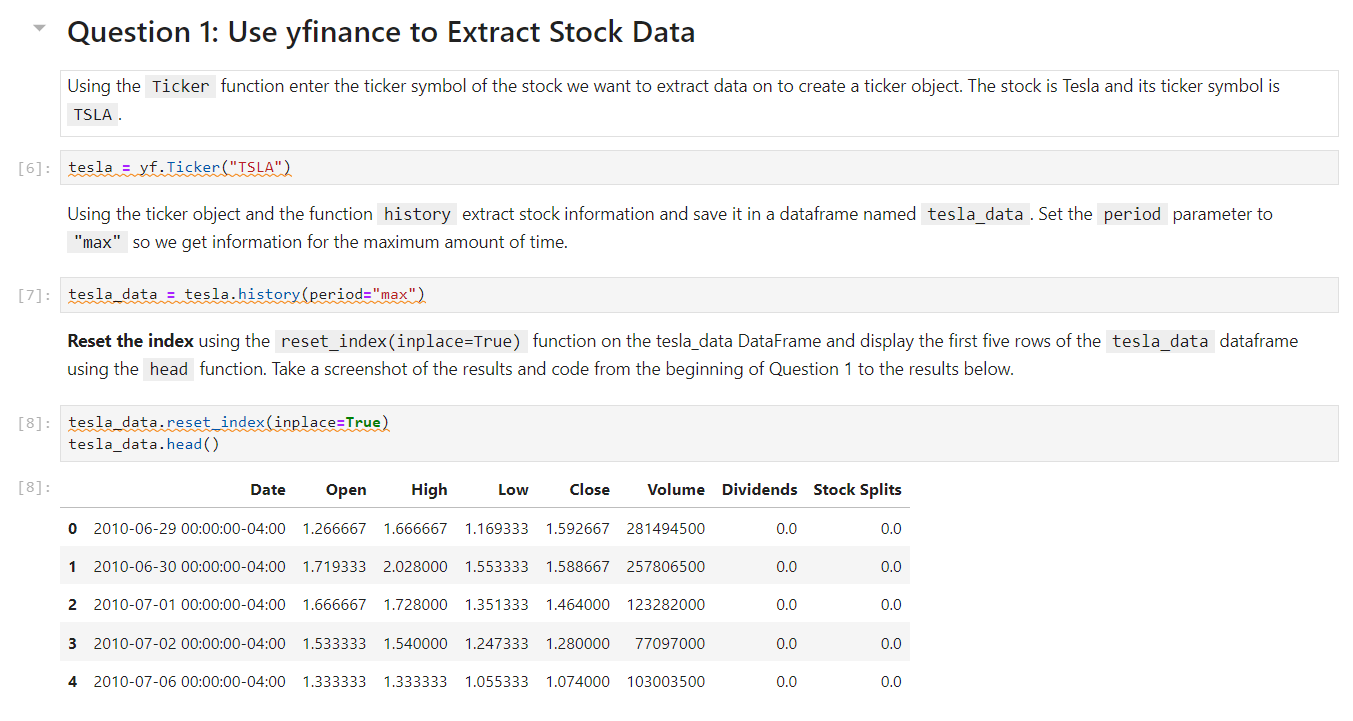 Question 1: Use yfinance to Extract Stock Data
Using the Ticker function enter the ticker symbol of the stock we want to extract data on to create a ticker object. The stock is Tesla and its ticker symbol is
TSLA .
[6]: tesla = yf.Ticker("TSLA")
Using the ticker object and the function history extract stock information and save it in a dataframe named tesla_data . Set the period parameter to
"max" so we get information for the maximum amount of time.
[7]: tesla_data = tesla.history(period="max")
Reset the index using the reset_index(inplace=True) function on the tesla_data DataFrame and display the first five rows of the tesla_data dataframe
using the head function. Take a screenshot of the results and code from the beginning of Question 1 to the results below.
[8]: tesla_data.reset_index(inplace=True)
tesla_data.head()
[8]: Date Open High Low Close Volume Dividends Stock Splits
0 2010-06-29 00:00:00-04:00 1.266667 1.666667 1.169333 1.592667 281494500 0.0 0.0
1 2010-06-30 00:00:00-04:00 1.719333 2.028000 1.553333 1.588667 257806500 0.0 0.0
2 2010-07-01 00:00:00-04:00 1.666667 1.728000 1.351333 1.464000 123282000 0.0 0.0
3 2010-07-02 00:00:00-04:00 1.533333 1.540000 1.247333 1.280000 77097000 0.0 0.0
4 2010-07-06 00:00:00-04:00 1.333333 1.333333 1.055333 1.074000 103003500 0.0 0.0